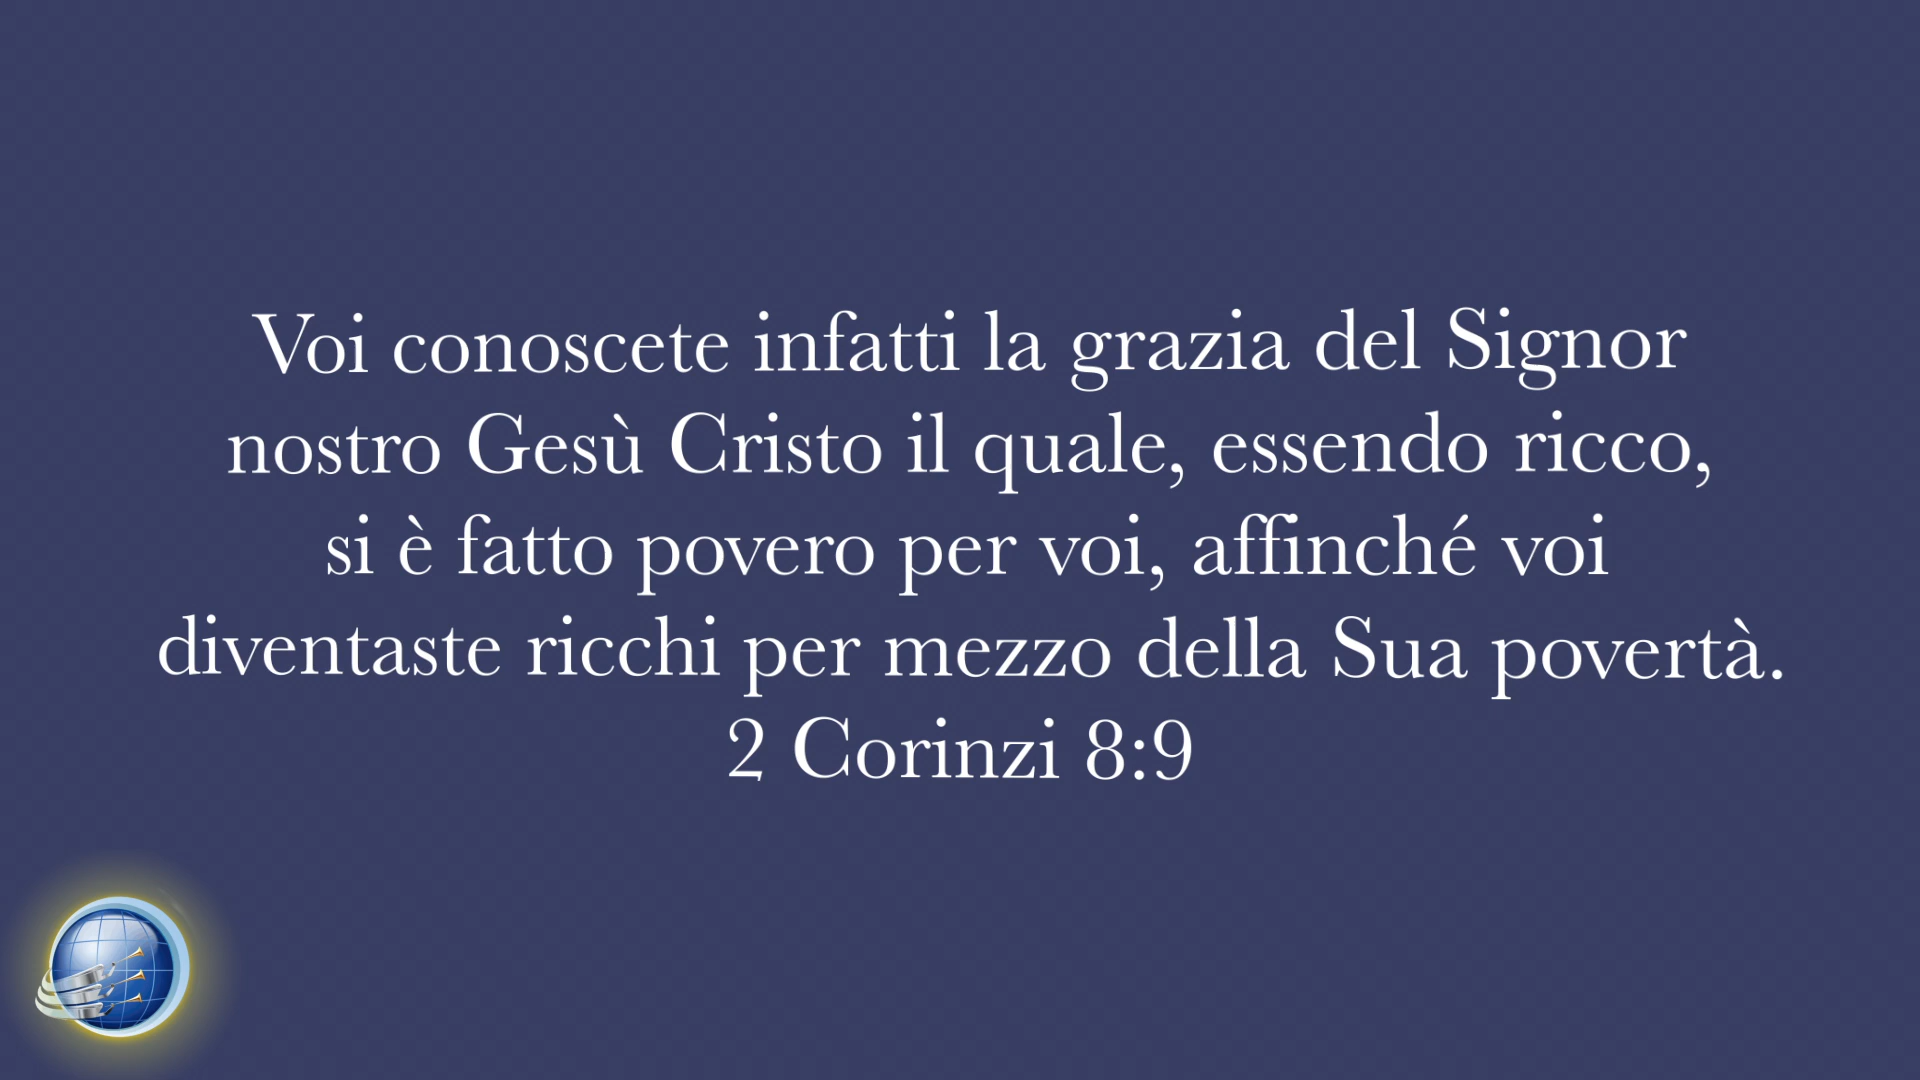 Voi conoscete infatti la grazia del Signor
nostro Gesù Cristo il quale, essendo ricco,
si è fatto povero per voi, affinché voi
diventaste ricchi per mezzo della Sua povertà.
2 Corinzi 8:9